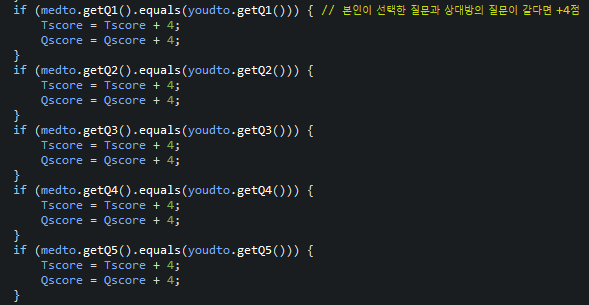 if (medto.getQ1().equals(youdto.getQ1())) { // 본인이 선택한 질문과 상대방의 질문이 같다면 +4점
    Tscore = Tscore + 4;
    Qscore = Qscore + 4;
}
if (medto.getQ2().equals(youdto.getQ2())) {
    Tscore = Tscore + 4;
    Qscore = Qscore + 4;
}
if (medto.getQ3().equals(youdto.getQ3())) {
    Tscore = Tscore + 4;
    Qscore = Qscore + 4;
}
if (medto.getQ4().equals(youdto.getQ4())) {
    Tscore = Tscore + 4;
    Qscore = Qscore + 4;
}
if (medto.getQ5().equals(youdto.getQ5())) {
    Tscore = Tscore + 4;
    Qscore = Qscore + 4;
}